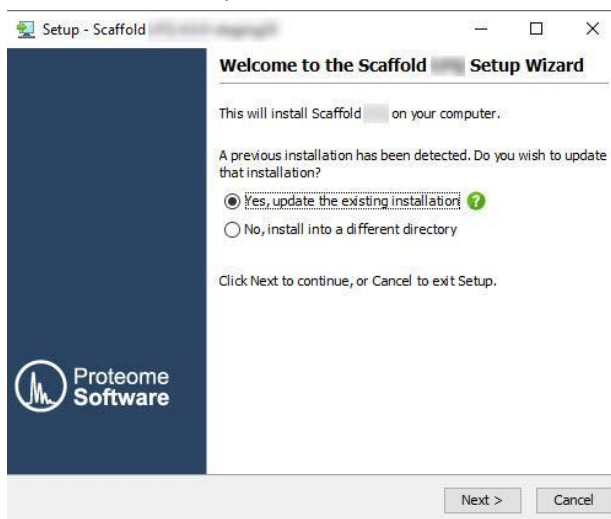 Setup - Scaffold
Welcome to the Scaffold Setup Wizard
This will install Scaffold on your computer.
A previous installation has been detected. Do you wish to update
that installation?
Yes, update the existing installation
No, install into a different directory
Click Next to continue, or Cancel to exit Setup.
Proteome
Software
Next >
Cancel